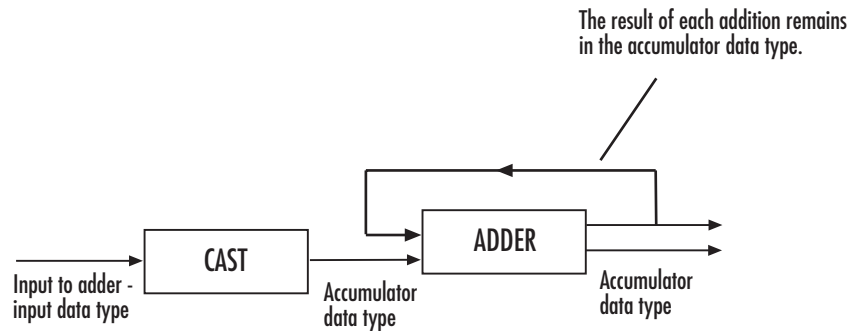 The result of each addition remains
in the accumulator data type.
CAST
ADDER
Input to adder -
input data type
Accumulator
data type
Accumulator
data type